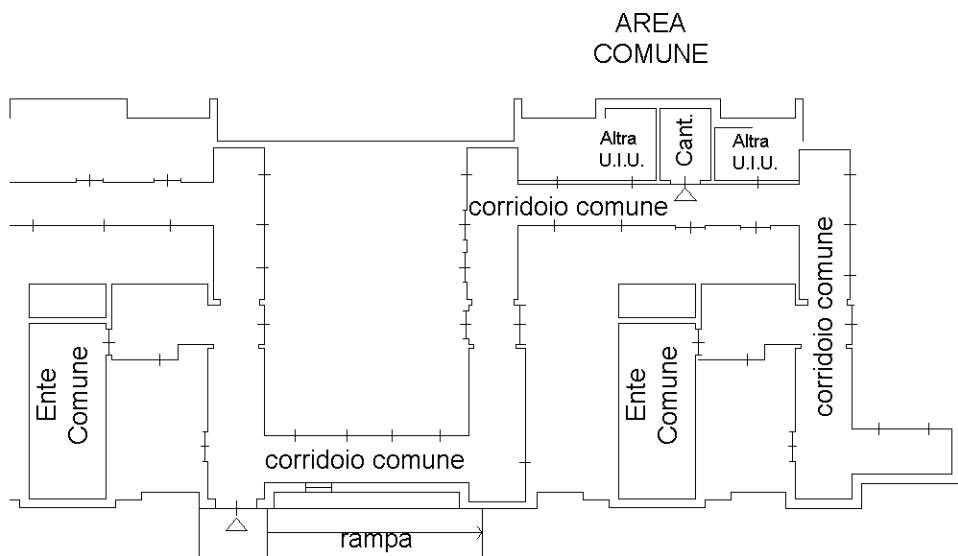 AREA
COMUNE
Altra
U.I.U.
Cant.
Altra
U.I.U.
corridoio comune
corridoio comune
Ente
Comune
Ente
Comune
corridoio comune
rampa